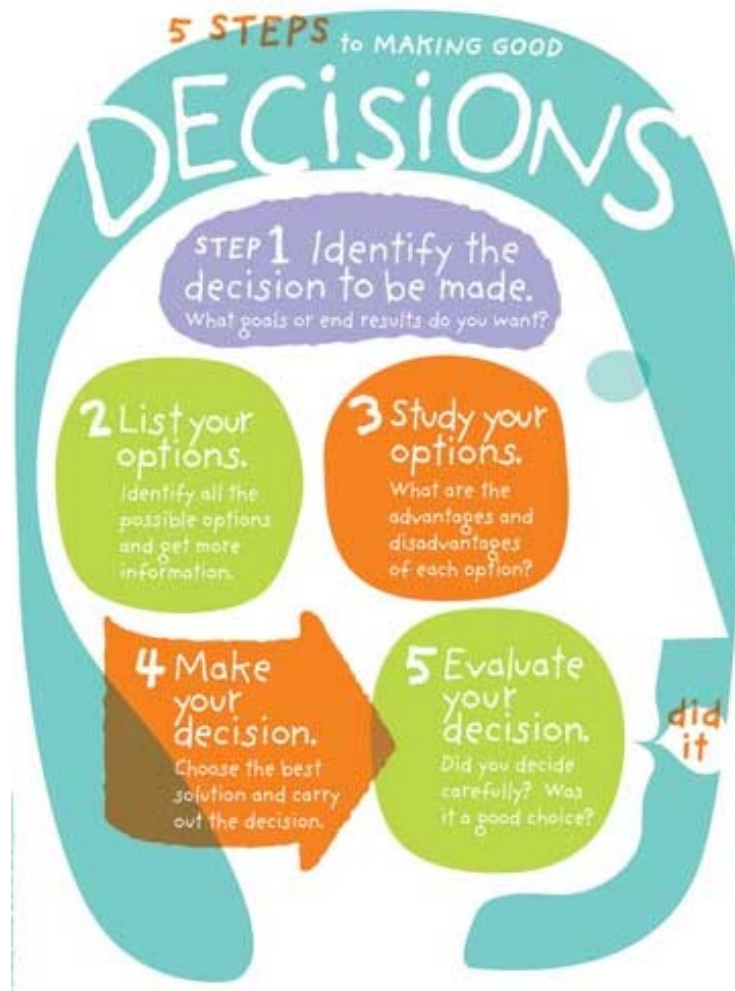 5 STEPS to MAKING GOOD
DECISIONS
STEP 1 Identify the
decision to be made.
What goals or end results do you want?
2 List your
options.
Identify all the
possible options
and get more
information.
3 Study your
options.
What are the
advantages and
disadvantages
of each option?
4 Make
your
decision.
Choose the best
solution and carry
out the decision.
5 Evaluate
your
decision.
Did you decide
carefully? Was
it a good choice?
did
it